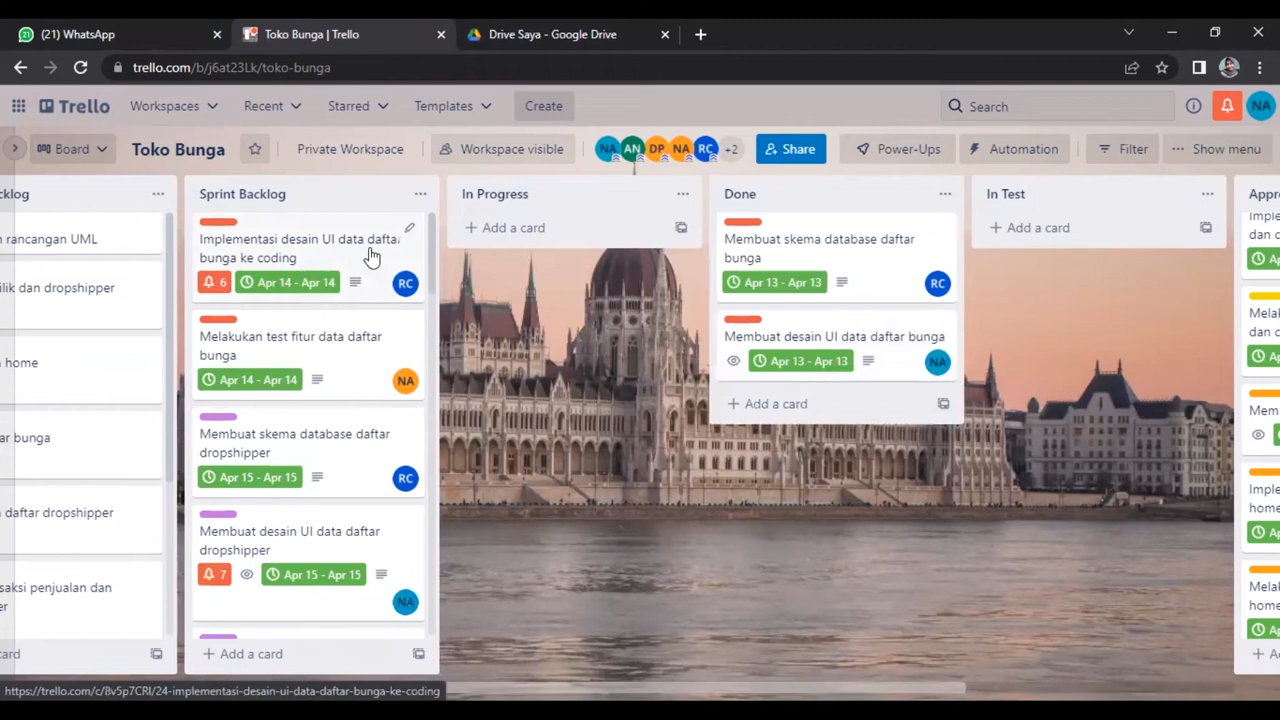 (21) WhatsApp
Toko Bunga | Trello
Drive Saya - Google Drive
trello.com/b/j6at23Lk/toko-bunga
Trello
Workspaces
Recent
Starred
Templates
Create
Search
NA
Board
Toko Bunga
Private Workspace
Workspace visible
NA
AN
DP
NA
RC
+2
Share
Power-Ups
Automation
Filter
Show menu
rancangan UML
dan dropshipper
home
bunga
daftar dropshipper
penjualan dan
Sprint Backlog
Implementasi desain UI data daftar
bunga ke coding
6
Apr 14 - Apr 14
RC
Melakukan test fitur data daftar
bunga
Apr 14 - Apr 14
NA
Membuat skema database daftar
dropshipper
Apr 15 - Apr 15
RC
Membuat desain UI data daftar
dropshipper
7
Apr 15 - Apr 15
NA
Add a card
In Progress
Add a card
Done
Membuat skema database daftar
bunga
Apr 13 - Apr 13
RC
Membuat desain UI data daftar bunga
Apr 13 - Apr 13
NA
Add a card
In Test
Add a card
https://trello.com/c/8v5p7CRI/24-implementasi-desain-ui-data-daftar-bunga-ke-coding